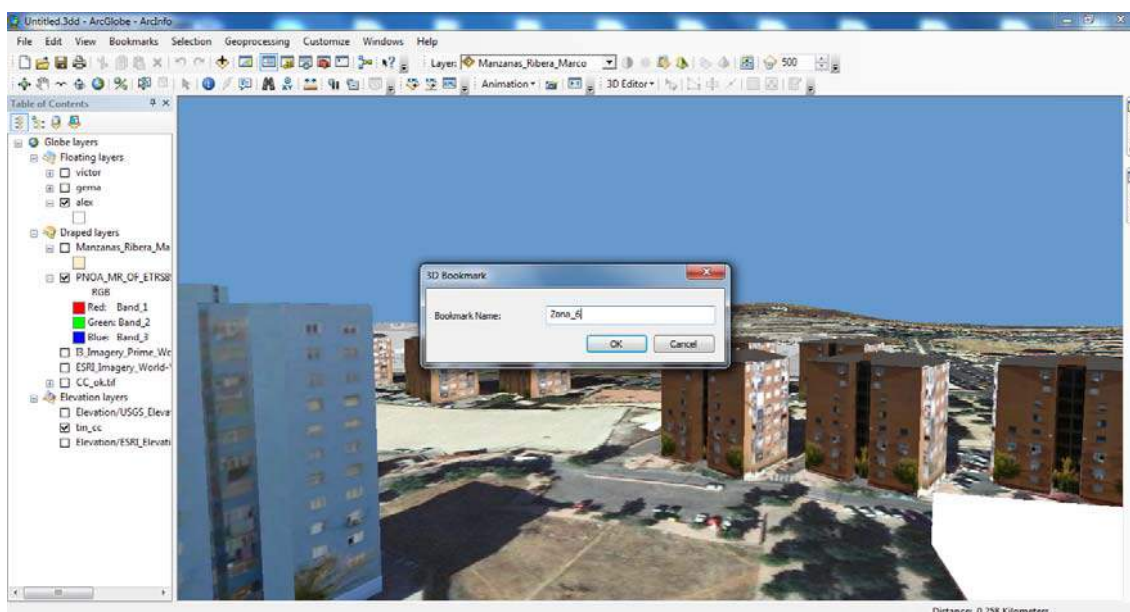 Untitled.3dd - ArcGlobe - ArcInfo
File Edit View Bookmarks Selection Geoprocessing Customize Windows Help
Layer: Manzanas_Ribera_Marco 500
Animation 3D Editor
Table of Contents
Globe layers
Floating layers
victor
gema
alex
Draped layers
Manzanas_Ribera_Ma
PNOA_MR_OF_ETRS8
RGB
Red: Band_1
Green: Band_2
Blue: Band_3
I3_Imagery_Prime_Wc
ESRI_Imagery_World-
CC_ok.tif
Elevation layers
Elevation/USGS_Eleva
tin_cc
Elevation/ESRI_Elevati
3D Bookmark
Bookmark Name: Zona_6
OK Cancel
Distance: 0.258 Kilometers